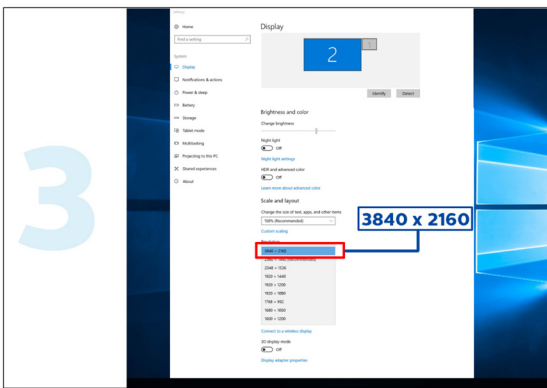 3
Home
Find a setting
System
Display
Notifications & actions
Power & sleep
Battery
Storage
Tablet mode
Multitasking
Projecting to this PC
Shared experiences
About
Display
2
1
Identify
Detect
Brightness and color
Change brightness
Night light
Off
Night light settings
HDR and advanced color
Off
Learn more about advanced color
Scale and layout
Change the size of text, apps, and other items
100% (Recommended)
Custom scaling
3840 × 2160
3840 x 2160
2048 × 1536
1920 × 1440
1920 × 1200
1920 × 1080
1768 × 992
1680 × 1050
1600 × 1200
Connect to a wireless display
3D display mode
Off
Display adapter properties